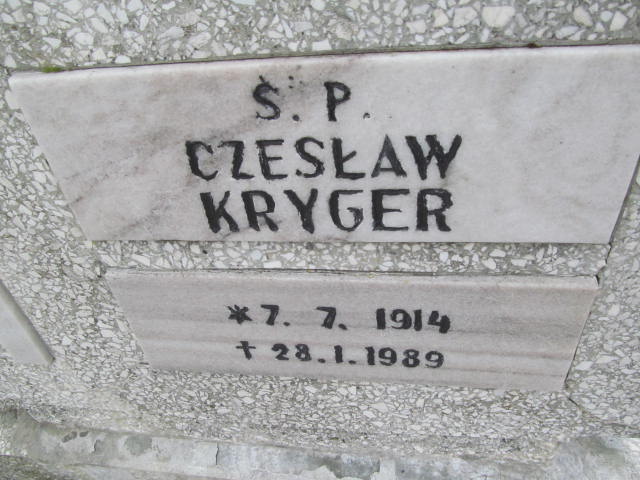 Ś. P.
CZESŁAW
KRYGER
* 7. 7. 1914
† 28. 1. 1989